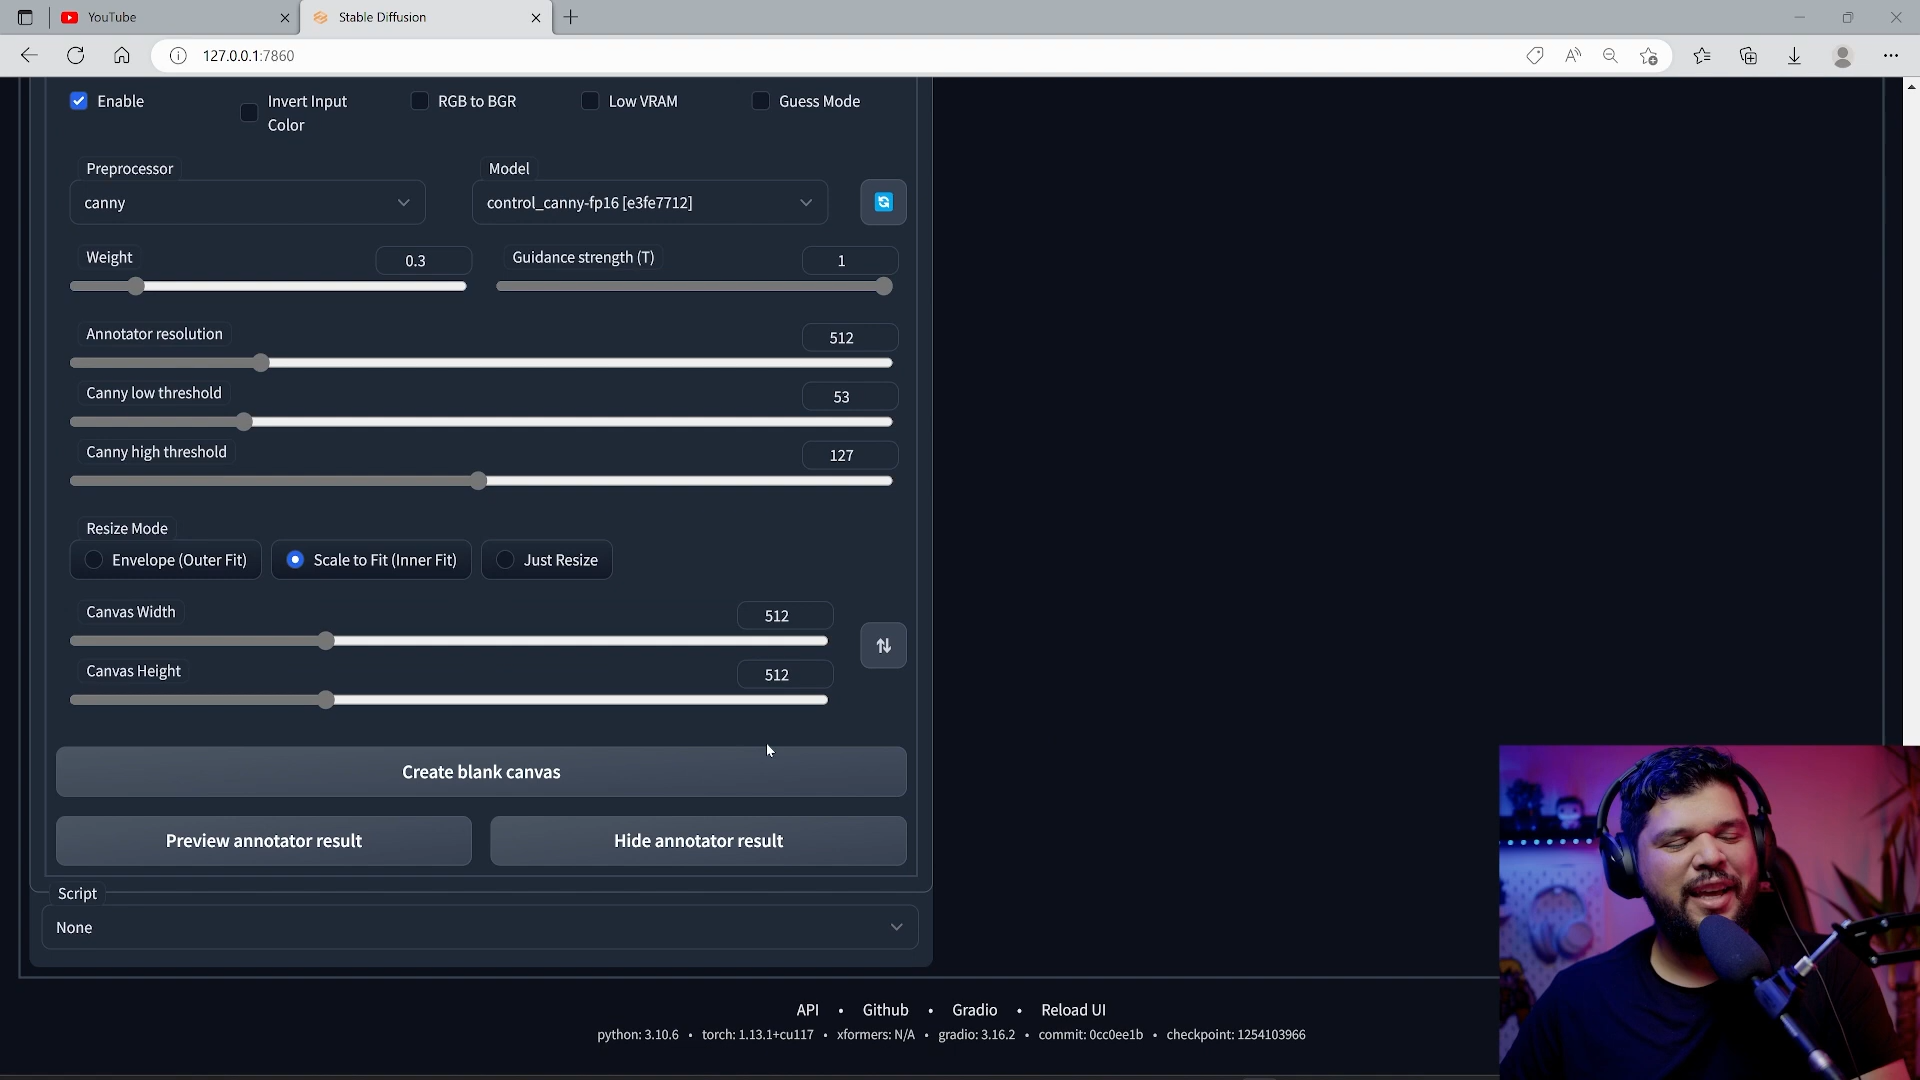 YouTube
Stable Diffusion
127.0.0.1:7860
Enable
Invert Input
Color
RGB to BGR
Low VRAM
Guess Mode
Preprocessor
Model
canny
control_canny-fp16 [e3fe7712]
Weight
0.3
Guidance strength (T)
1
Annotator resolution
512
Canny low threshold
53
Canny high threshold
127
Resize Mode
Envelope (Outer Fit)
Scale to Fit (Inner Fit)
Just Resize
Canvas Width
512
Canvas Height
512
Create blank canvas
Preview annotator result
Hide annotator result
Script
None
API • Github • Gradio • Reload UI
python: 3.10.6 • torch: 1.13.1+cu117 • xformers: N/A • gradio: 3.16.2 • commit: 0cc0ee1b • checkpoint: 1254103966